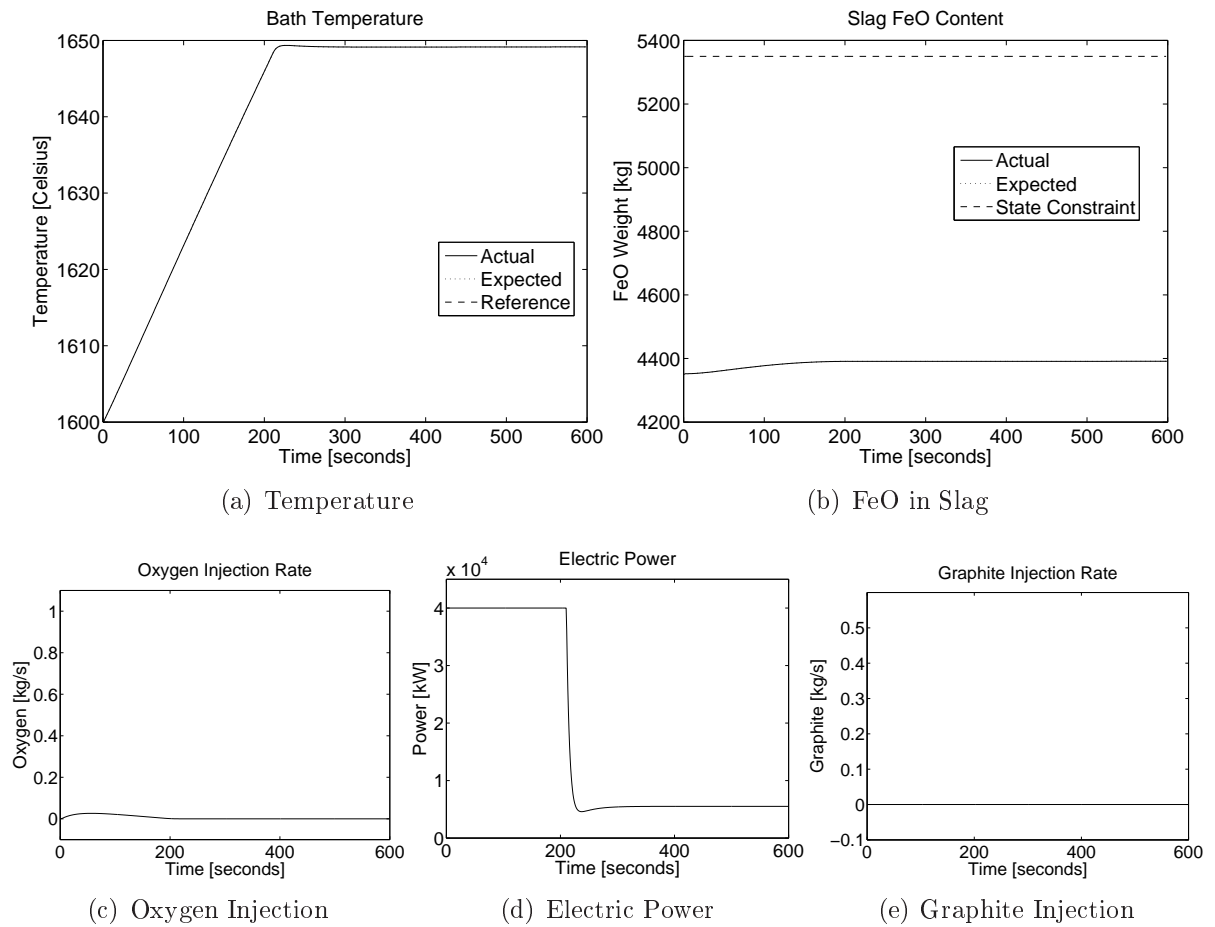 Bath Temperature
1650
1640
1630
1620
1610
1600
Temperature [Celsius]
Actual
Expected
Reference
0 100 200 300 400 500 600
Time [seconds]
(a) Temperature
Slag FeO Content
5400
5200
5000
4800
4600
4400
4200
FeO Weight [kg]
Actual
Expected
State Constraint
0 100 200 300 400 500 600
Time [seconds]
(b) FeO in Slag
Oxygen Injection Rate
1
0.8
0.6
0.4
0.2
0
Oxygen [kg/s]
0 200 400 600
Time [seconds]
(c) Oxygen Injection
Electric Power
x 10^4
4
3
2
1
0
Power [kW]
0 200 400 600
Time [seconds]
(d) Electric Power
Graphite Injection Rate
0.5
0.4
0.3
0.2
0.1
0
−0.1
Graphite [kg/s]
0 200 400 600
Time [seconds]
(e) Graphite Injection